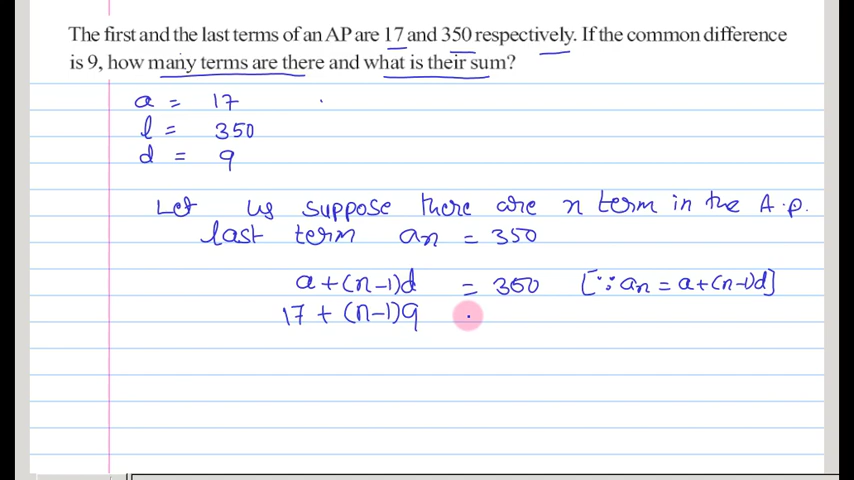 The first and the last terms of an AP are 17 and 350 respectively. If the common difference
is 9, how many terms are there and what is their sum?
a = 17
l = 350
d = 9
Let us suppose there are n term in the A.P.
last term an = 350
a+(n-1)d = 350 [∵ an = a+(n-1)d]
17 + (n-1)9